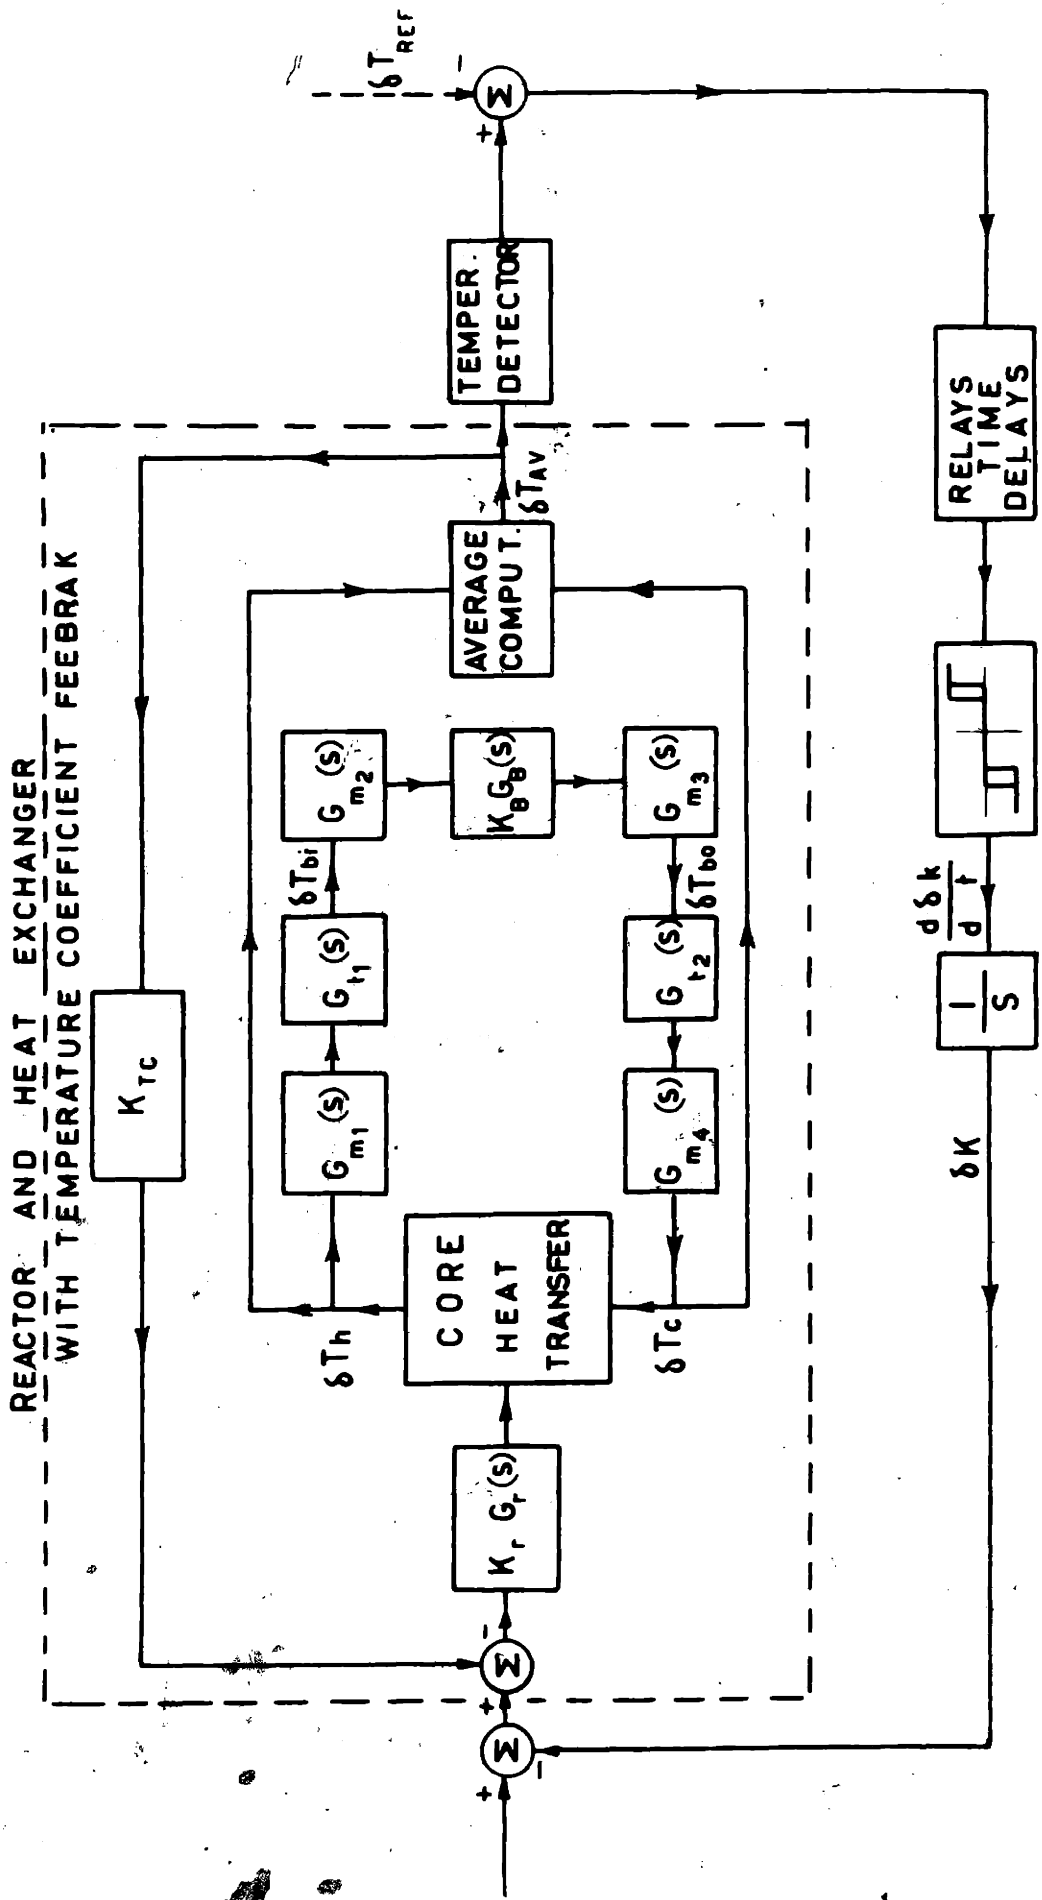 REACTOR AND HEAT EXCHANGER
WITH TEMPERATURE COEFFICIENT FEEBRAK
K_TC
δT_h
G_m1(s)
G_t1(s)
δT_bi
G_m2(s)
+
-
Σ
+
-
Σ
K_r G_r(s)
CORE
HEAT
TRANSFER
K_B G_B(s)
AVERAGE
COMPUT.
δT_AV
TEMPER.
DETECTOR
+
Σ
-
δT_REF
δT_c
G_m4(s)
G_t2(s)
δT_bo
G_m3(s)
δK
1
S
dδk
dt
RELAYS
TIME
DELAYS